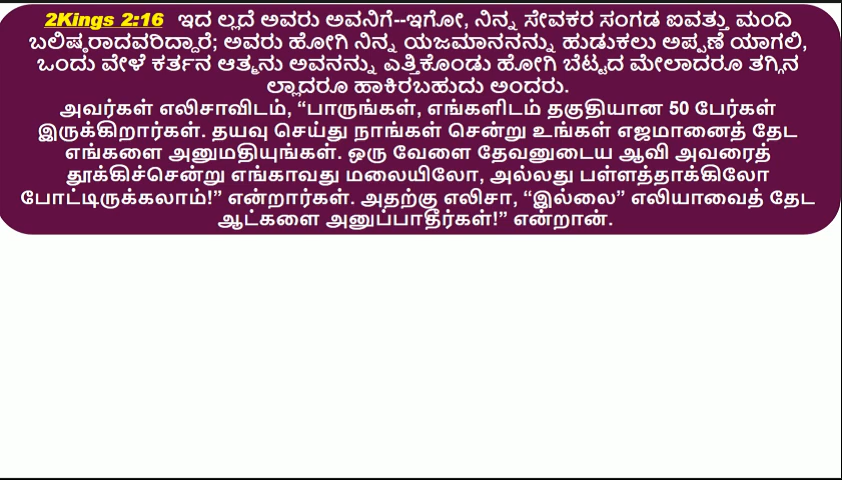 2Kings 2:16 ಇದ ಲ್ಲದೆ ಅವರು ಅವನಿಗೆ--ಇಗೋ, ನಿನ್ನ ಸೇವಕರ ಸಂಗಡ ಐವತ್ತು ಮಂದಿ
ಬಲಿಷ್ಠರಾದವರಿದ್ದಾರೆ; ಅವರು ಹೋಗಿ ನಿನ್ನ ಯಜಮಾನನನ್ನು ಹುಡುಕಲು ಅಪ್ಪಣೆ ಯಾಗಲಿ,
ಒಂದು ವೇಳೆ ಕರ್ತನ ಆತ್ಮನು ಅವನನ್ನು ಎತ್ತಿಕೊಂಡು ಹೋಗಿ ಬೆಟ್ಟದ ಮೇಲಾದರೂ ತಗ್ಗಿನ
ಲ್ಲಾದರೂ ಹಾಕಿರಬಹುದು ಅಂದರು.
அவர்கள் எலிசாவிடம், “பாருங்கள், எங்களிடம் தகுதியான 50 பேர்கள்
இருக்கிறார்கள். தயவு செய்து நாங்கள் சென்று உங்கள் எஜமானைத் தேட
எங்களை அனுமதியுங்கள். ஒரு வேளை தேவனுடைய ஆவி அவரைத்
தூக்கிச்சென்று எங்காவது மலையிலோ, அல்லது பள்ளத்தாக்கிலோ
போட்டிருக்கலாம்!” என்றார்கள். அதற்கு எலிசா, “இல்லை” எலியாவைத் தேட
ஆட்களை அனுப்பாதீர்கள்!” என்றான்.